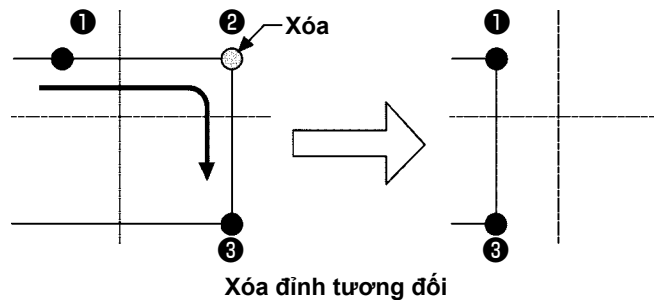 ❶ ❷ Xóa ❶
❸ ❸
Xóa đỉnh tương đối